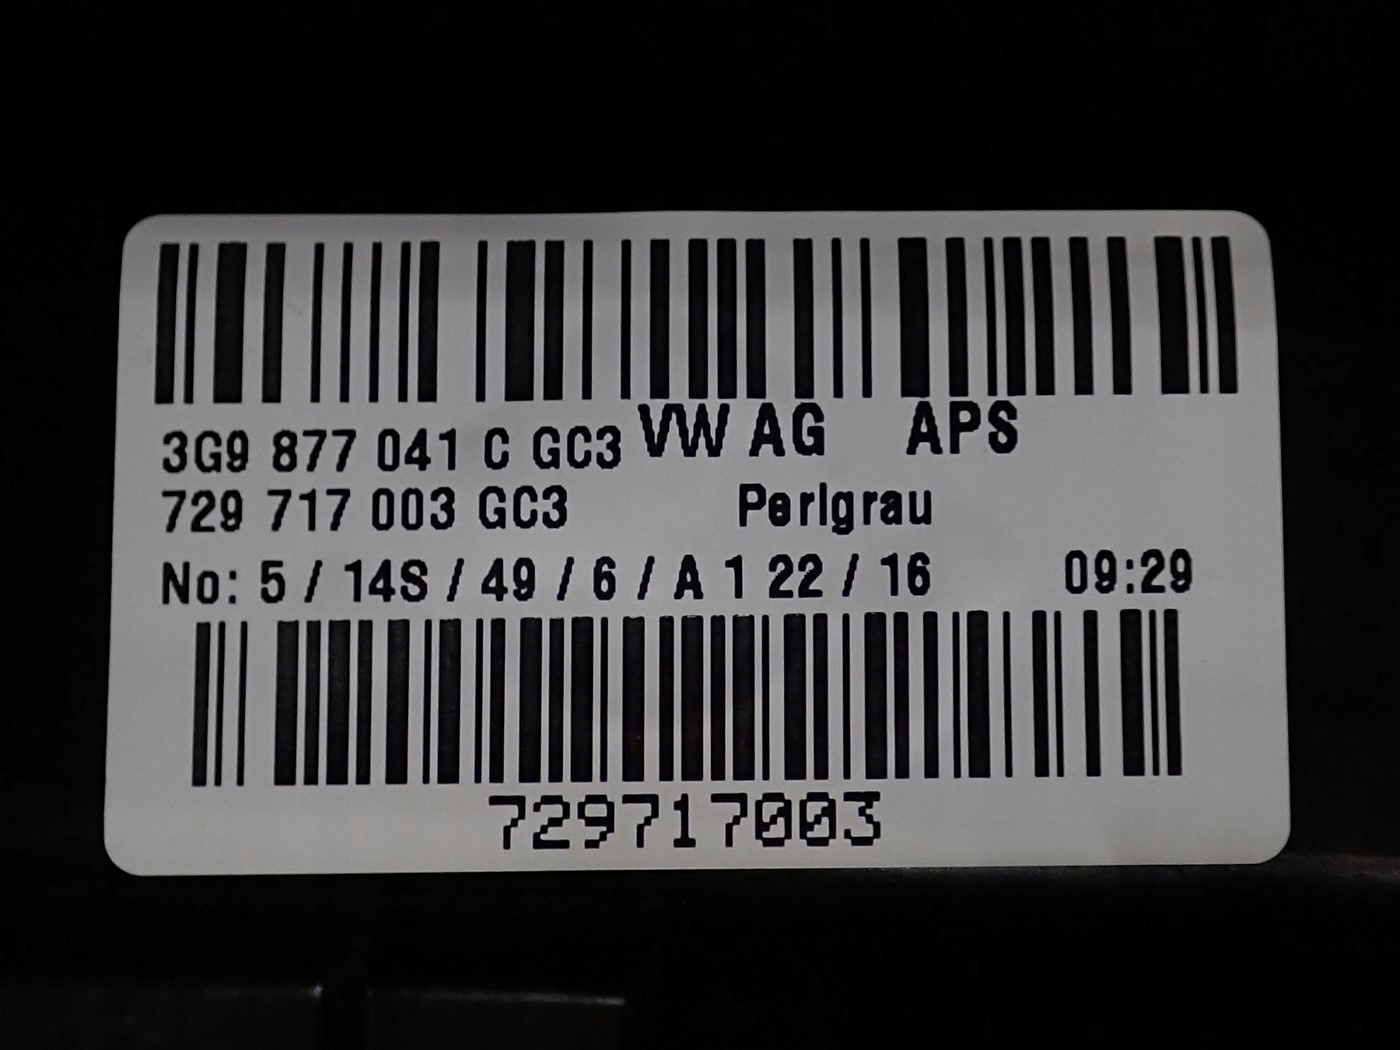 3G9 877 041 C GC3 VW AG APS
729 717 003 GC3 Perlgrau
No: 5 / 14S / 49 / 6 / A 1 22 / 16 09:29
729717003